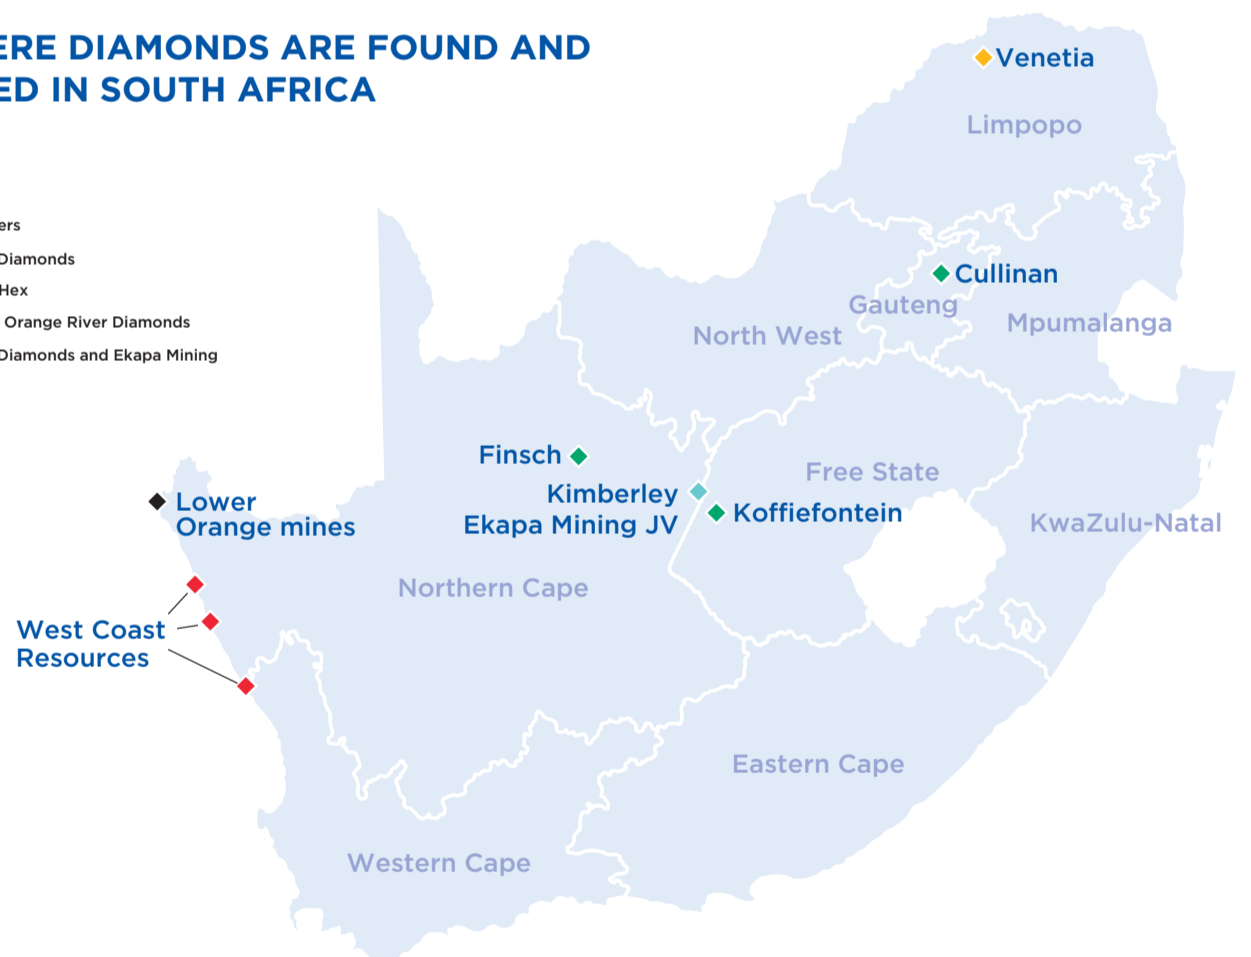 ERE DIAMONDS ARE FOUND AND
ED IN SOUTH AFRICA
Venetia
Limpopo
ers
Diamonds
Hex
Orange River Diamonds
Diamonds and Ekapa Mining
Cullinan
Gauteng
Mpumalanga
North West
Finsch
Free State
Kimberley
Ekapa Mining JV
Koffiefontein
Lower
Orange mines
KwaZulu-Natal
Northern Cape
West Coast
Resources
Eastern Cape
Western Cape